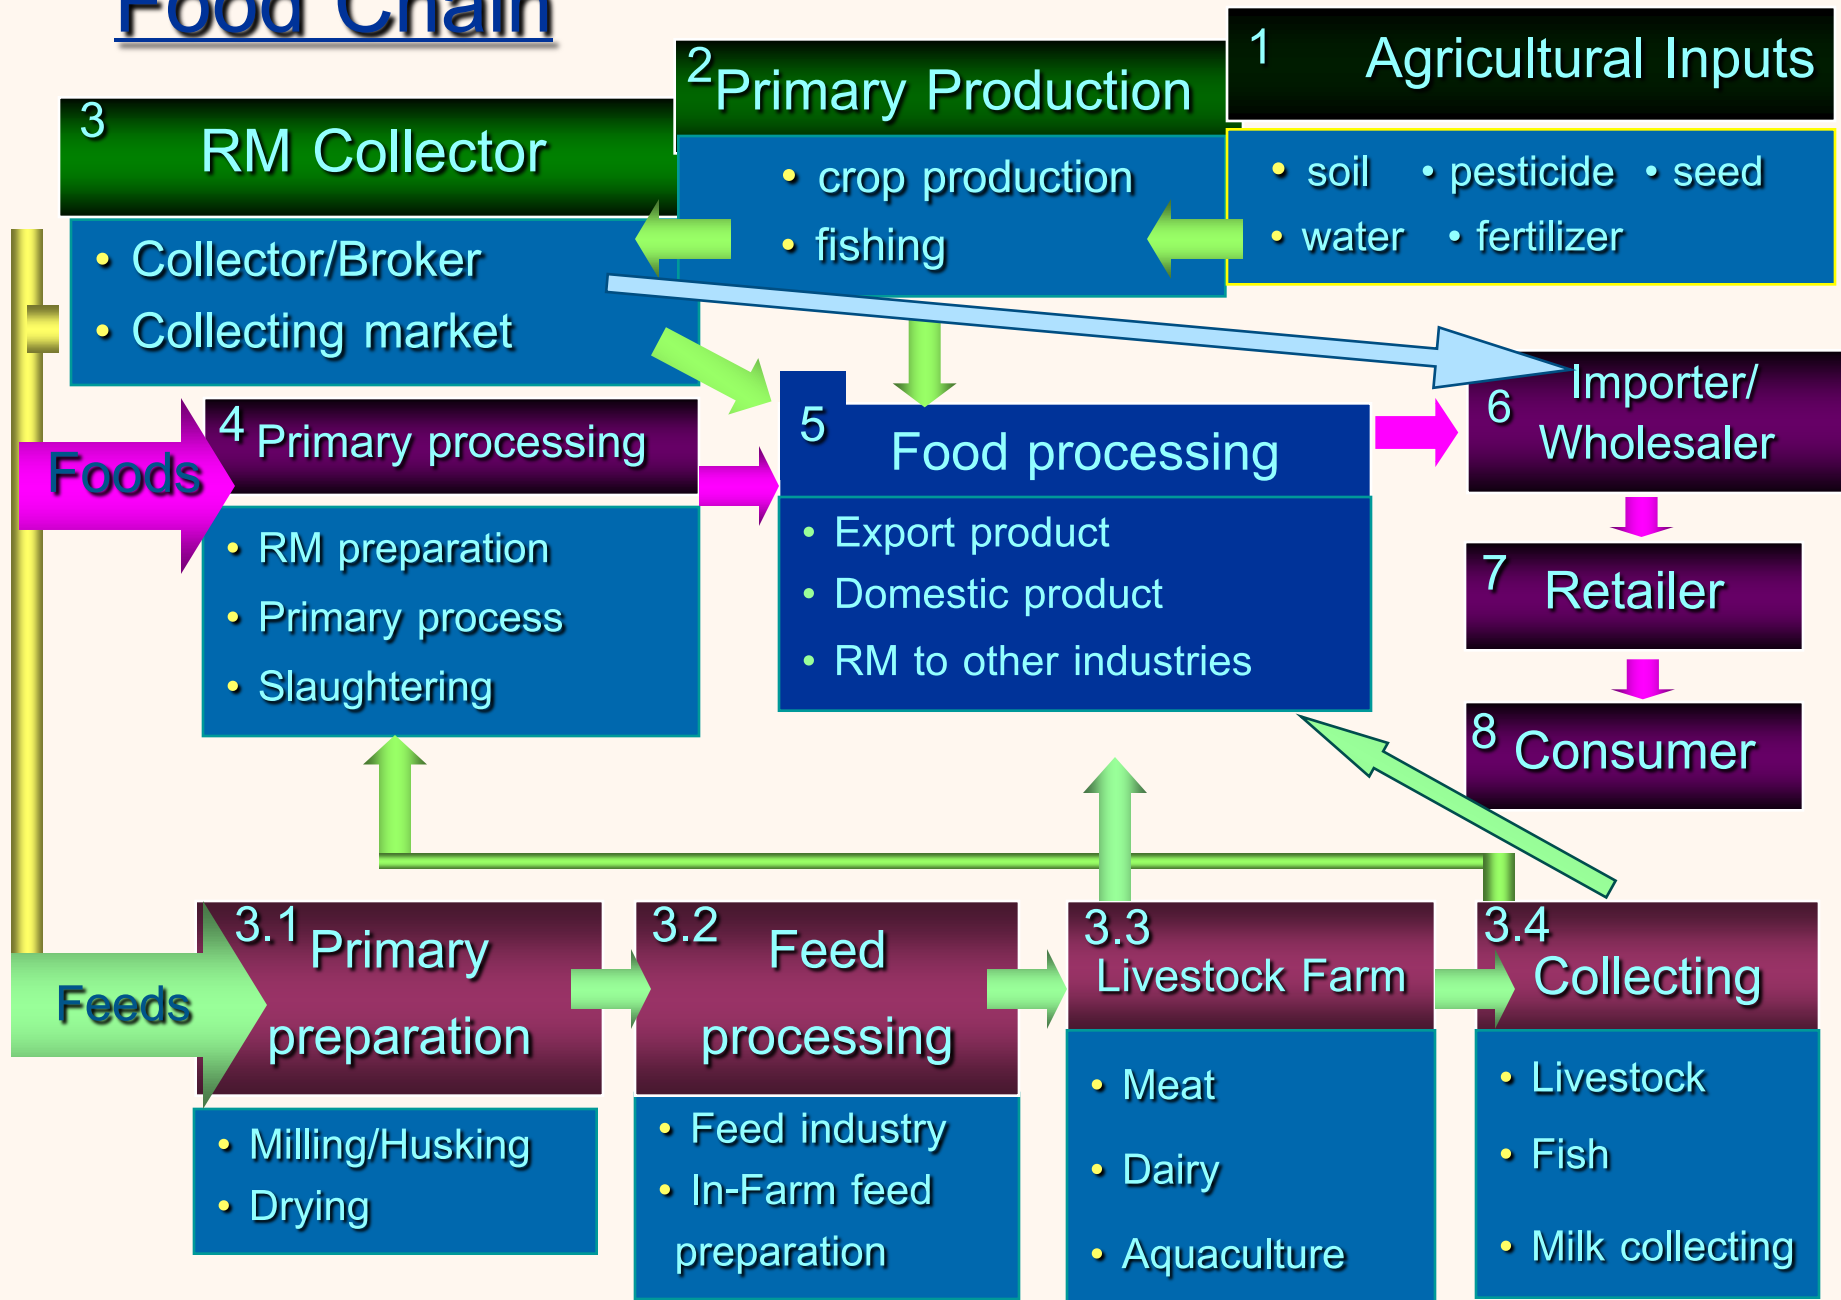 Food Chain
1
Agricultural Inputs
• soil • pesticide • seed
• water • fertilizer
2
Primary Production
• crop production
• fishing
3
RM Collector
• Collector/Broker
• Collecting market
Foods
4
Primary processing
• RM preparation
• Primary process
• Slaughtering
5
Food processing
• Export product
• Domestic product
• RM to other industries
6
Importer/
Wholesaler
7
Retailer
8
Consumer
Feeds
3.1
Primary
preparation
• Milling/Husking
• Drying
3.2
Feed
processing
• Feed industry
• In-Farm feed
preparation
3.3
Livestock Farm
• Meat
• Dairy
• Aquaculture
3.4
Collecting
• Livestock
• Fish
• Milk collecting